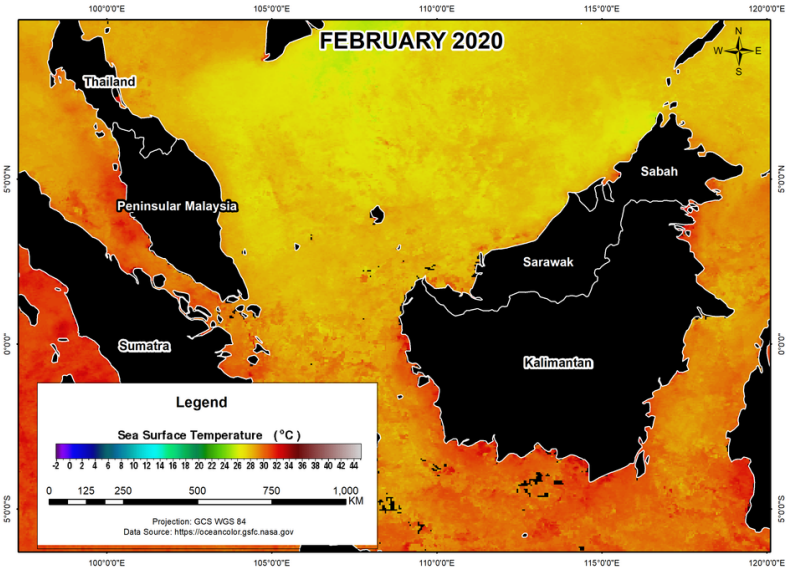 100°0'0"E 105°0'0"E 110°0'0"E 115°0'0"E 120°0'0"E
FEBRUARY 2020
N
W E
S
Thailand
Sabah
5°0'0"N 5°0'0"N
Peninsular Malaysia
Sarawak
Sumatra
0°0'0" 0°0'0"
Kalimantan
Legend
Sea Surface Temperature (°C)
-2 0 2 4 6 8 10 12 14 16 18 20 22 24 26 28 30 32 34 36 38 40 42 44
0 125 250 500 750 1,000
KM
Projection: GCS WGS 84
Data Source: https://oceancolor.gsfc.nasa.gov
5°0'0"S 5°0'0"S
100°0'0"E 105°0'0"E 110°0'0"E 115°0'0"E 120°0'0"E